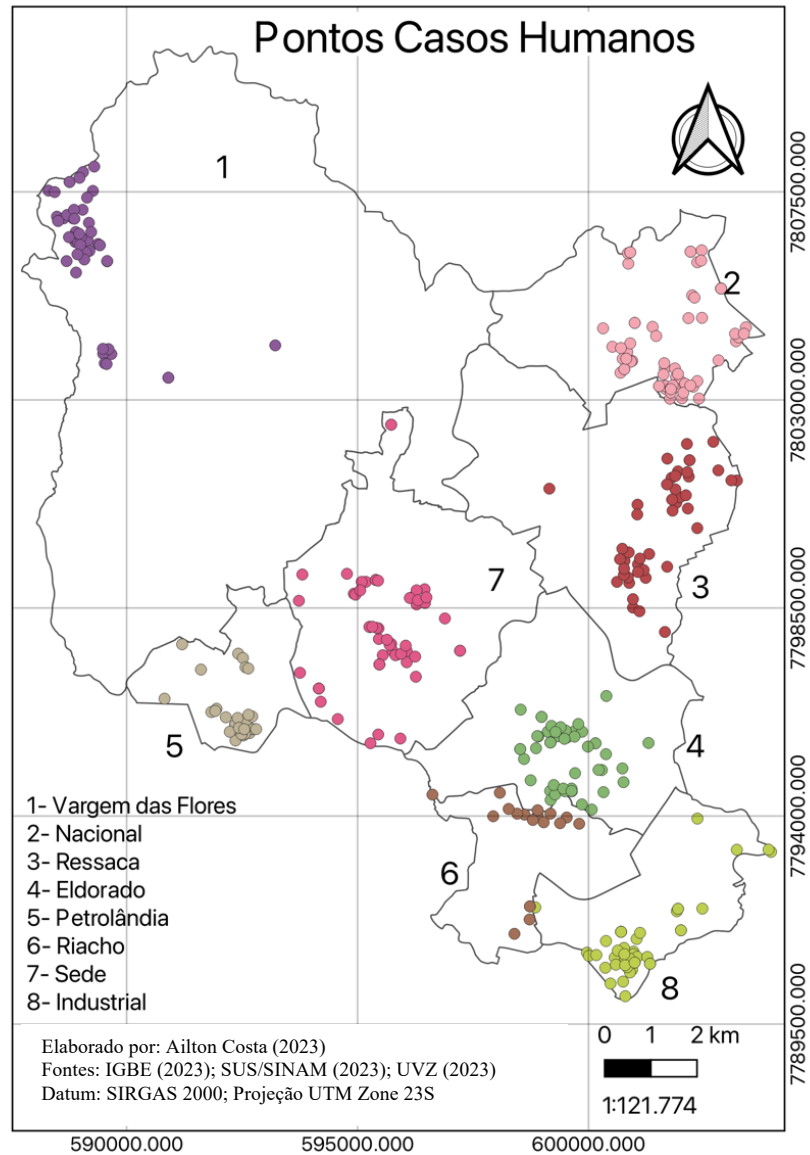 Pontos Casos Humanos
1
2
3
4
5
6
7
8
1- Vargem das Flores
2- Nacional
3- Ressaca
4- Eldorado
5- Petrolândia
6- Riacho
7- Sede
8- Industrial
Elaborado por: Ailton Costa (2023)
Fontes: IGBE (2023); SUS/SINAM (2023); UVZ (2023)
Datum: SIRGAS 2000; Projeção UTM Zone 23S
0 1 2 km
1:121.774
7807500.000
7803000.000
7798500.000
7794000.000
7789500.000
590000.000 595000.000 600000.000